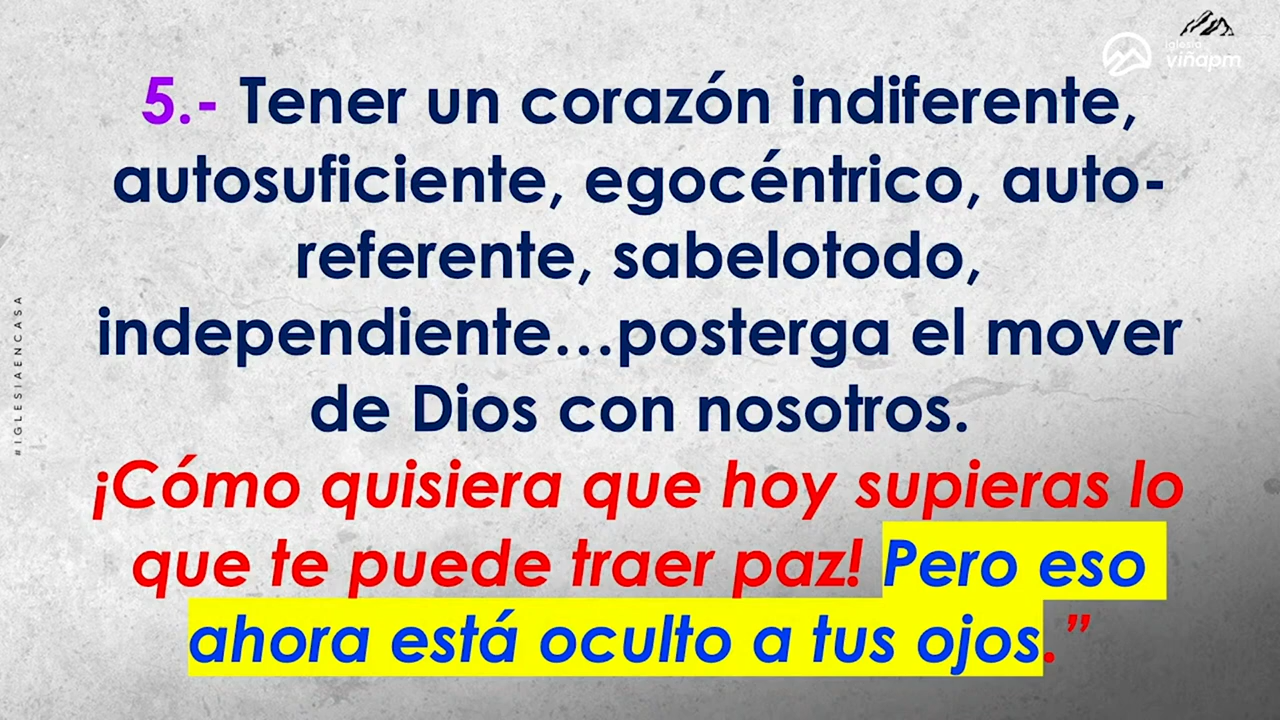 iglesia
viñapm
5.- Tener un corazón indiferente,
autosuficiente, egocéntrico, auto-
referente, sabelotodo,
independiente...posterga el mover
de Dios con nosotros.
¡Cómo quisiera que hoy supieras lo
que te puede traer paz! Pero eso
ahora está oculto a tus ojos.”
#IGLESIAENCASA